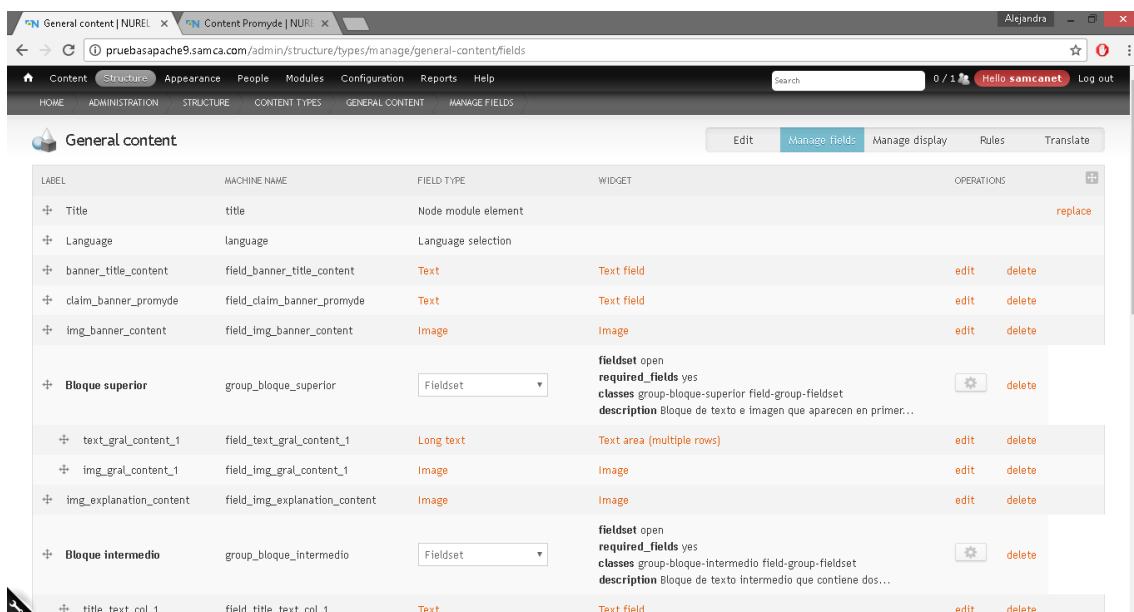 General content | NUREL
Content Promyde | NURE
Alejandra
pruebasapache9.samca.com/admin/structure/types/manage/general-content/fields
Content Structure Appearance People Modules Configuration Reports Help Search 0 / 1 Hello samcanet Log out
HOME ADMINISTRATION STRUCTURE CONTENT TYPES GENERAL CONTENT MANAGE FIELDS
General content Edit Manage fields Manage display Rules Translate
LABEL MACHINE NAME FIELD TYPE WIDGET OPERATIONS
Title title Node module element replace
Language language Language selection
banner_title_content field_banner_title_content Text Text field edit delete
claim_banner_promyde field_claim_banner_promyde Text Text field edit delete
img_banner_content field_img_banner_content Image Image edit delete
fieldset open
required_fields yes
Bloque superior group_bloque_superior Fieldset delete
classes group-bloque-superior field-group-fieldset
description Bloque de texto e imagen que aparecen en primer...
text_gral_content_1 field_text_gral_content_1 Long text Text area (multiple rows) edit delete
img_gral_content_1 field_img_gral_content_1 Image Image edit delete
img_explanation_content field_img_explanation_content Image Image edit delete
fieldset open
required_fields yes
Bloque intermedio group_bloque_intermedio Fieldset delete
classes group-bloque-intermedio field-group-fieldset
description Bloque de texto intermedio que contiene dos...
title_text_col_1 field_title_text_col_1 Text Text field edit delete